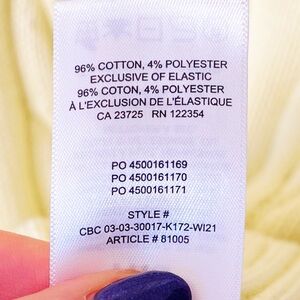 96% COTTON, 4% POLYESTER
EXCLUSIVE OF ELASTIC
96% COTON, 4% POLYESTER
À L'EXCLUSION DE L'ÉLASTIQUE
CA 23725 RN 122354
PO 4500161169
PO 4500161170
PO 4500161171
STYLE #
CBC 03-03-30017-K172-WI21
ARTICLE # 81005